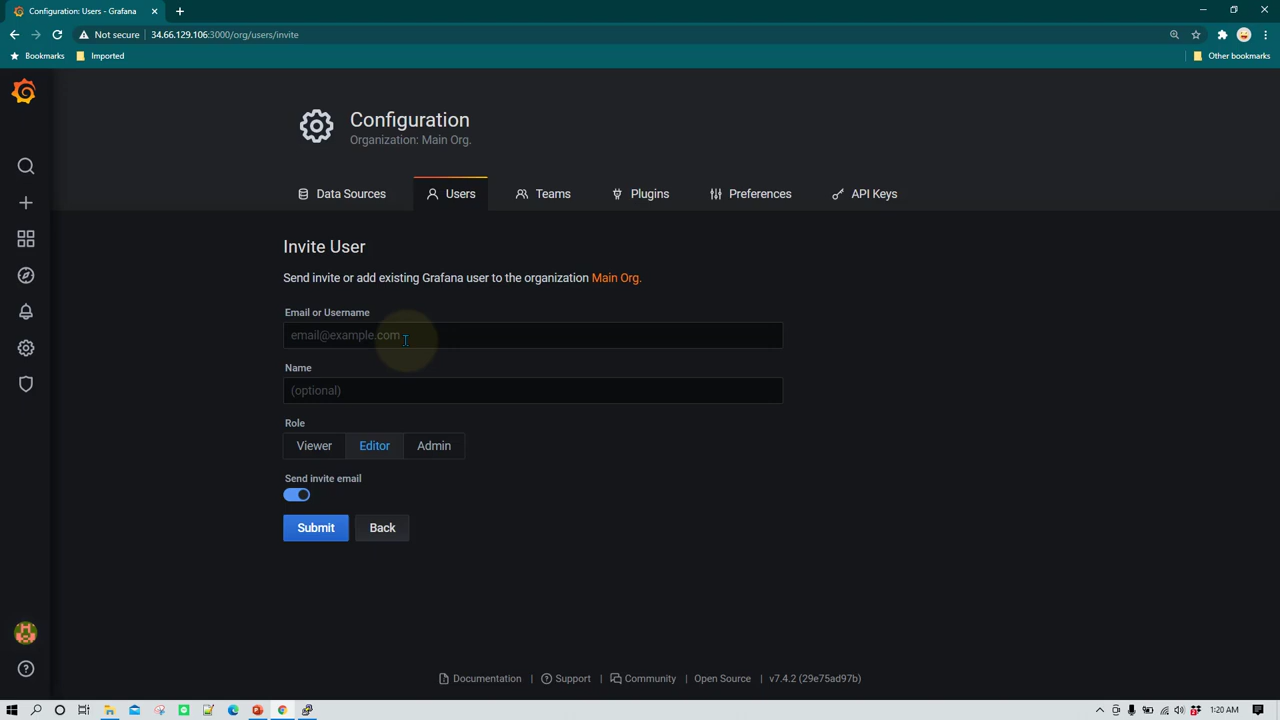 Configuration: Users - Grafana
Not secure 34.66.129.106:3000/org/users/invite
Bookmarks Imported Other bookmarks
Configuration
Organization: Main Org.
Data Sources Users Teams Plugins Preferences API Keys
Invite User
Send invite or add existing Grafana user to the organization Main Org.
Email or Username
email@example.com
Name
(optional)
Role
Viewer Editor Admin
Send invite email
Submit Back
Documentation | Support | Community | Open Source | v7.4.2 (29e75ad97b)
1:20 AM